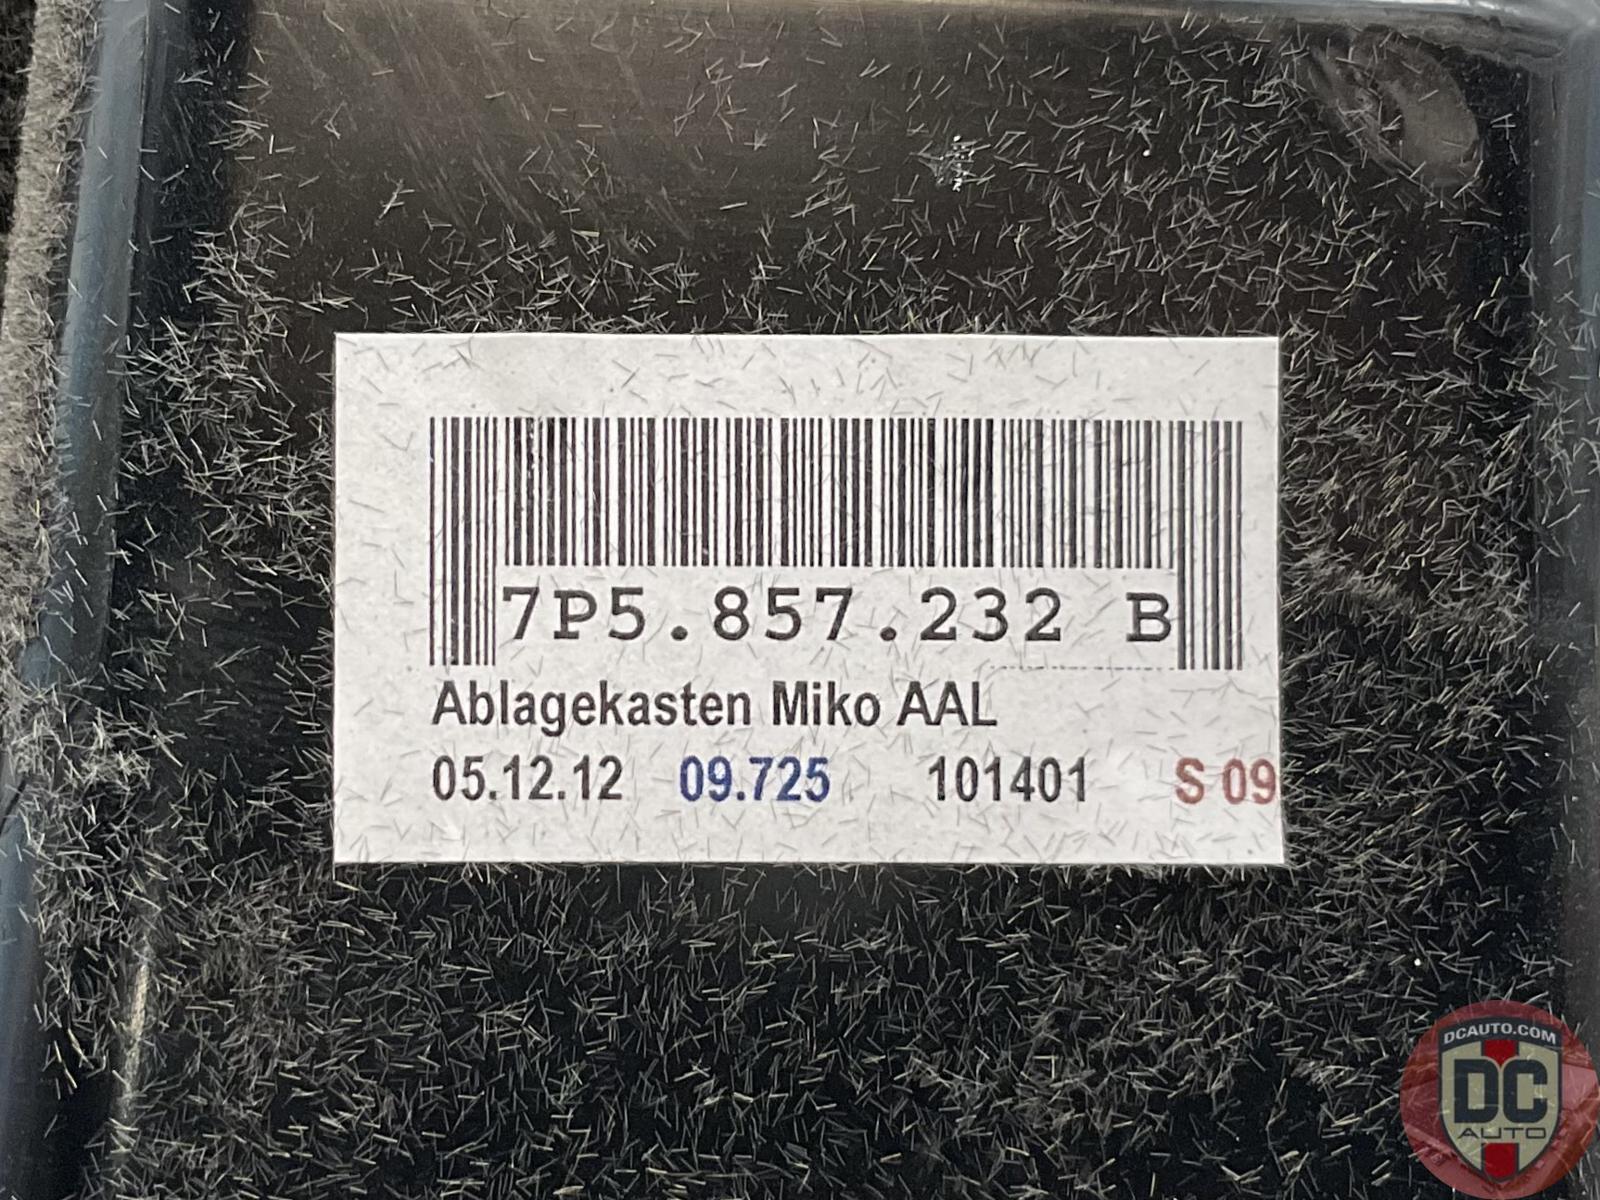 7P5.857.232 B
Ablagekasten Miko AAL
05.12.12 09.725 101401 S 09
DCAUTO.COM
DC
AUTO